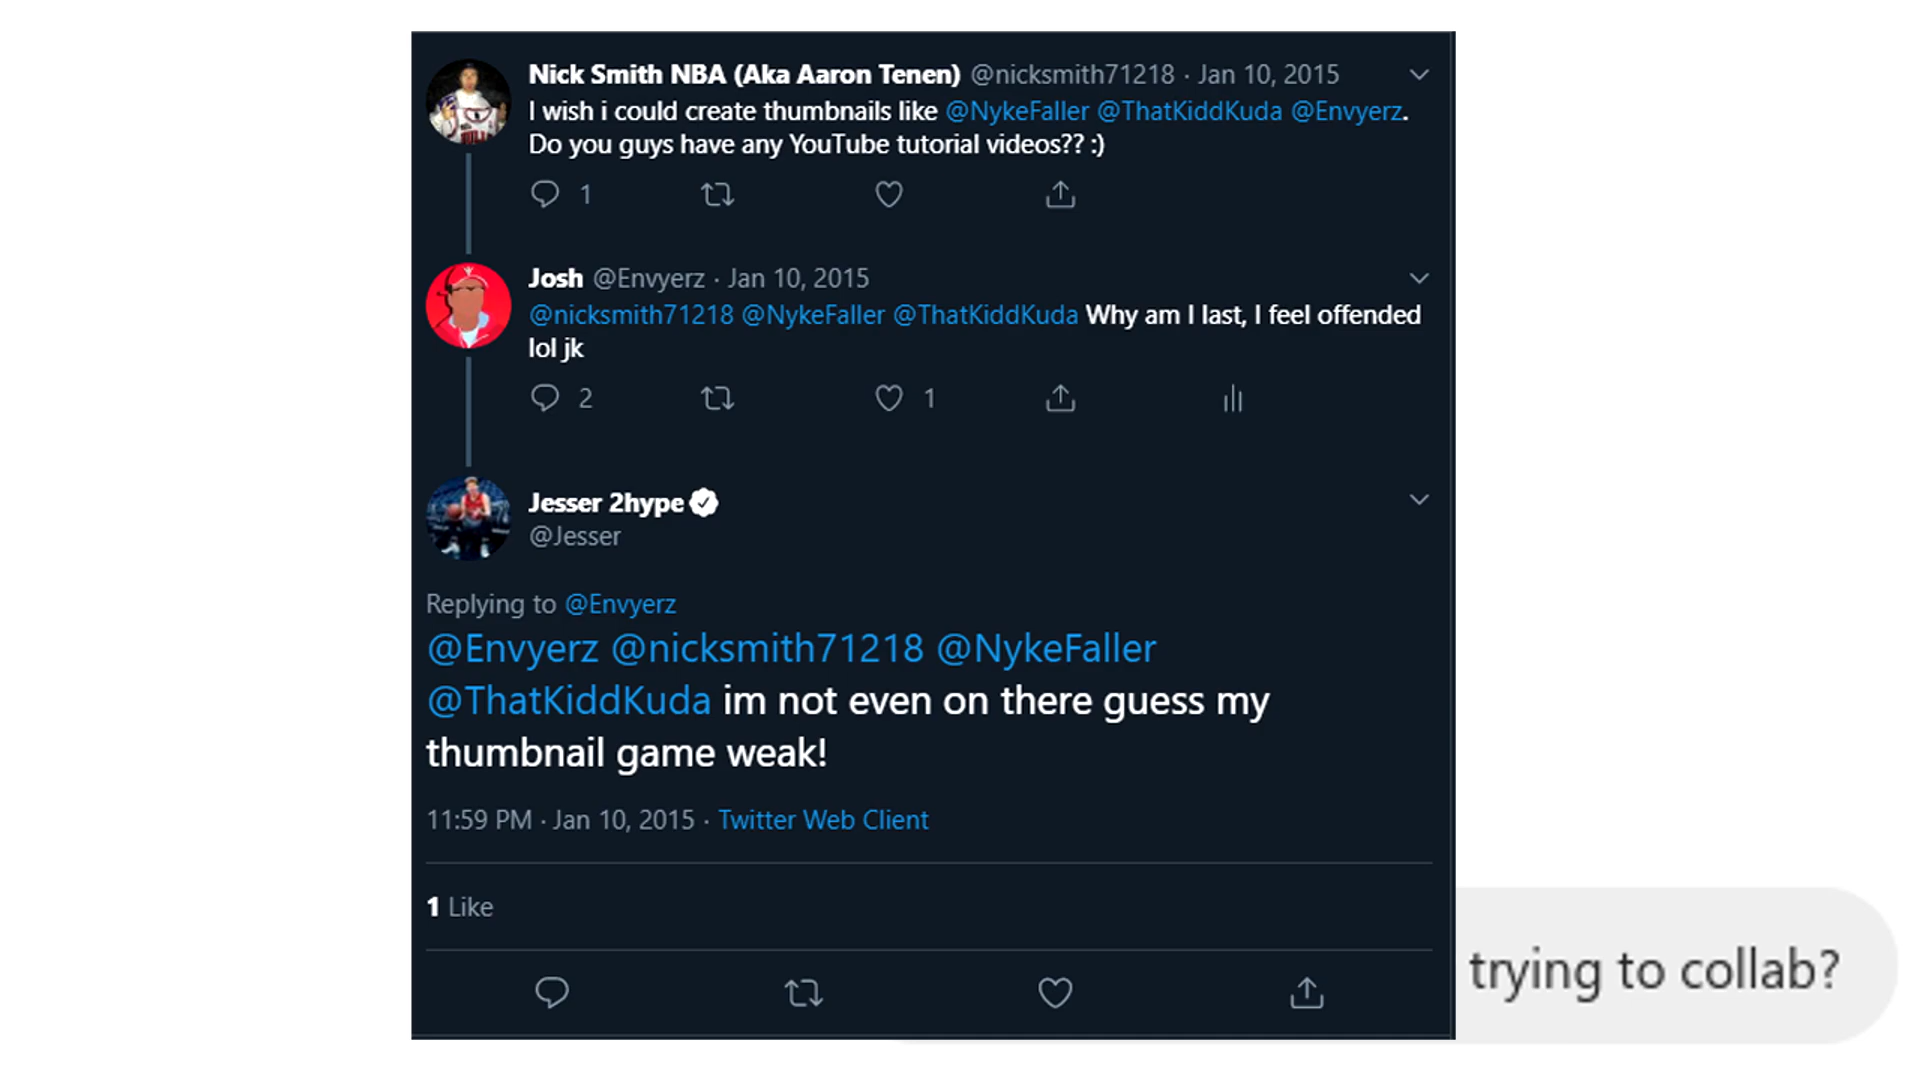 Nick Smith NBA (Aka Aaron Tenen) @nicksmith71218 · Jan 10, 2015
I wish i could create thumbnails like @NykeFaller @ThatKiddKuda @Envyerz.
Do you guys have any YouTube tutorial videos?? :)
1
Josh @Envyerz · Jan 10, 2015
@nicksmith71218 @NykeFaller @ThatKiddKuda Why am I last, I feel offended
lol jk
2 1
Jesser 2hype
@Jesser
Replying to @Envyerz
@Envyerz @nicksmith71218 @NykeFaller
@ThatKiddKuda im not even on there guess my
thumbnail game weak!
11:59 PM · Jan 10, 2015 · Twitter Web Client
1 Like
trying to collab?